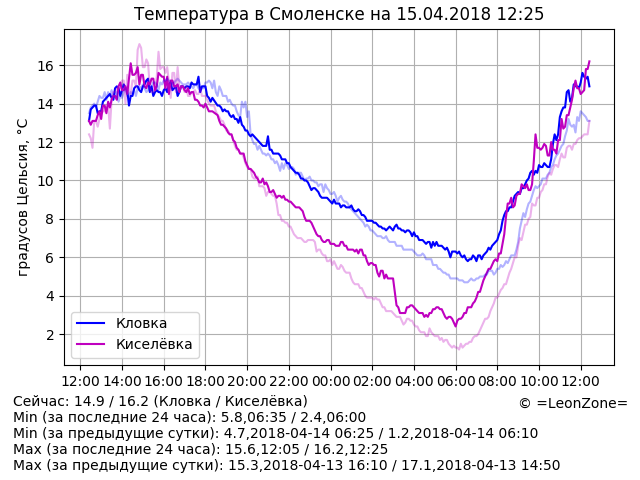 Температура в Смоленске на 15.04.2018 12:25
градусов Цельсия, °C
16
14
12
10
8
6
4
2
Кловка
Киселёвка
12:00 14:00 16:00 18:00 20:00 22:00 00:00 02:00 04:00 06:00 08:00 10:00 12:00
Сейчас: 14.9 / 16.2 (Кловка / Киселёвка)
© =LeonZone=
Min (за последние 24 часа): 5.8,06:35 / 2.4,06:00
Min (за предыдущие сутки): 4.7,2018-04-14 06:25 / 1.2,2018-04-14 06:10
Max (за последние 24 часа): 15.6,12:05 / 16.2,12:25
Max (за предыдущие сутки): 15.3,2018-04-13 16:10 / 17.1,2018-04-13 14:50